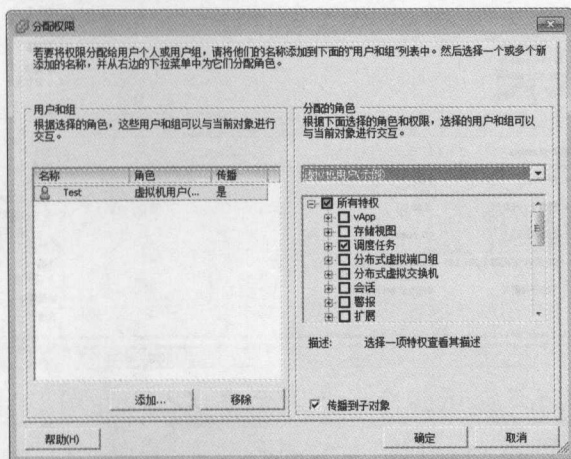 分配权限
若要将权限分配给用户个人或用户组，请将他们的名称添加到下面的"用户和组"列表中。然后选择一个或多个新
添加的名称，并从右边的下拉菜单中为它们分配角色。
用户和组
根据选择的角色，这些用户和组可以与当前对象进行
交互。
名称 角色 传播
Test 虚拟机用户(... 是
添加... 移除
分配的角色
根据下面选择的角色和权限，选择的用户和组可以
与当前对象进行交互。
虚拟机用户(示例)
所有特权
vApp
存储视图
调度任务
分布式虚拟端口组
分布式虚拟交换机
会话
警报
扩展
描述: 选择一项特权查看其描述
传播到子对象
帮助(H) 确定 取消